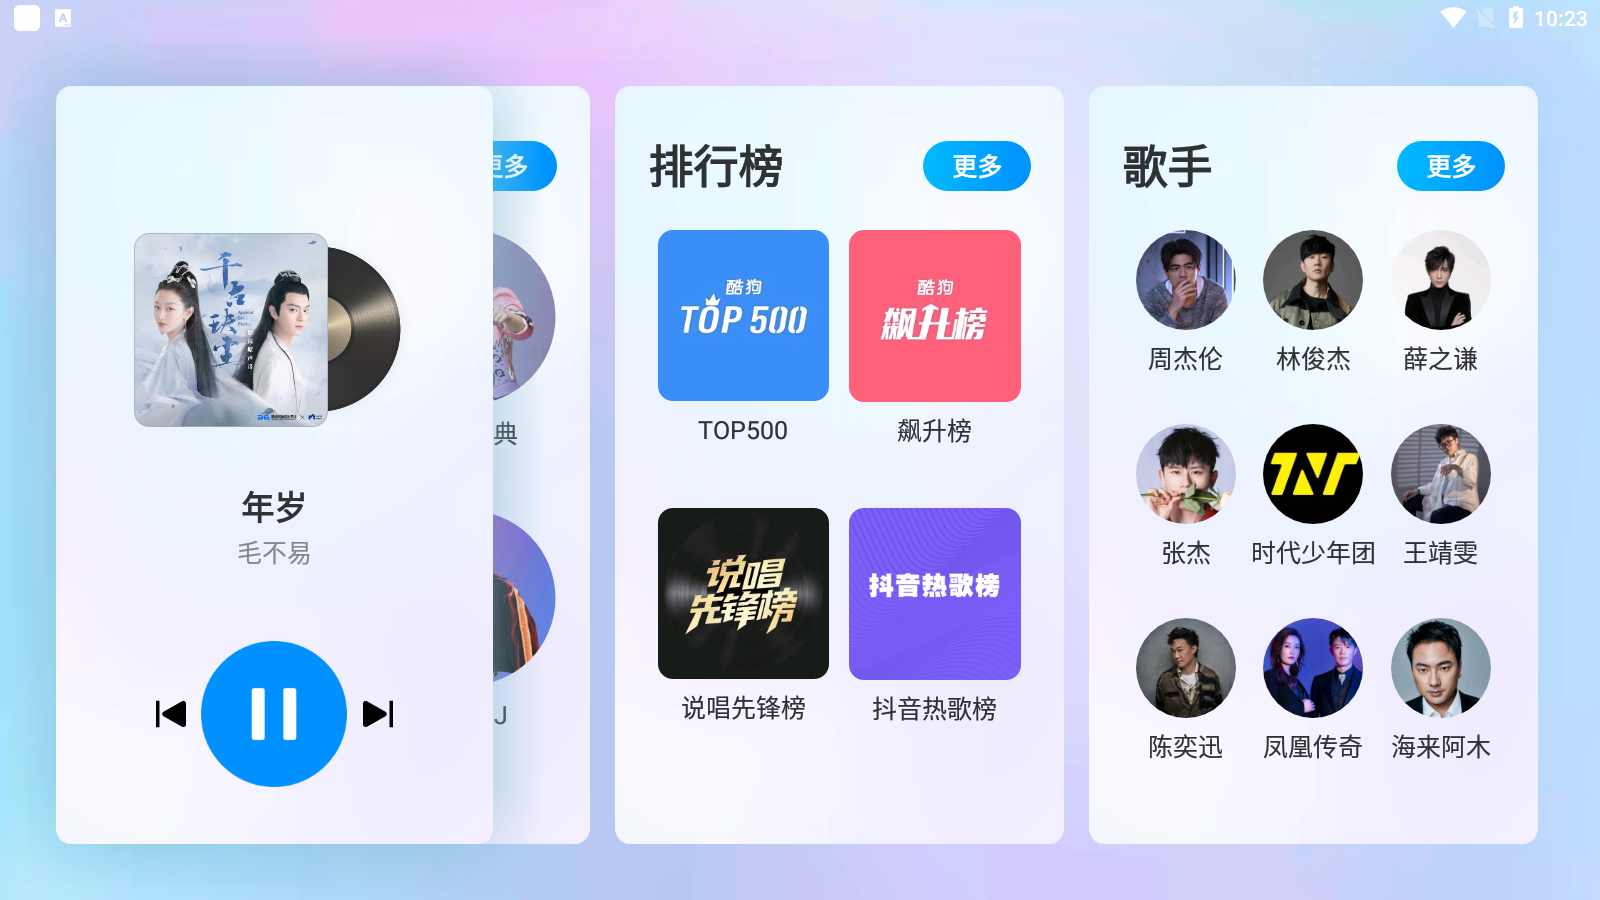 10:23
千古玦尘
年岁
毛不易
更多
典
J
排行榜
更多
酷狗
TOP 500
TOP500
酷狗
飙升榜
飙升榜
说唱
先锋榜
说唱先锋榜
抖音热歌榜
抖音热歌榜
歌手
更多
周杰伦
林俊杰
薛之谦
张杰
TNT
时代少年团
王靖雯
陈奕迅
凤凰传奇
海来阿木